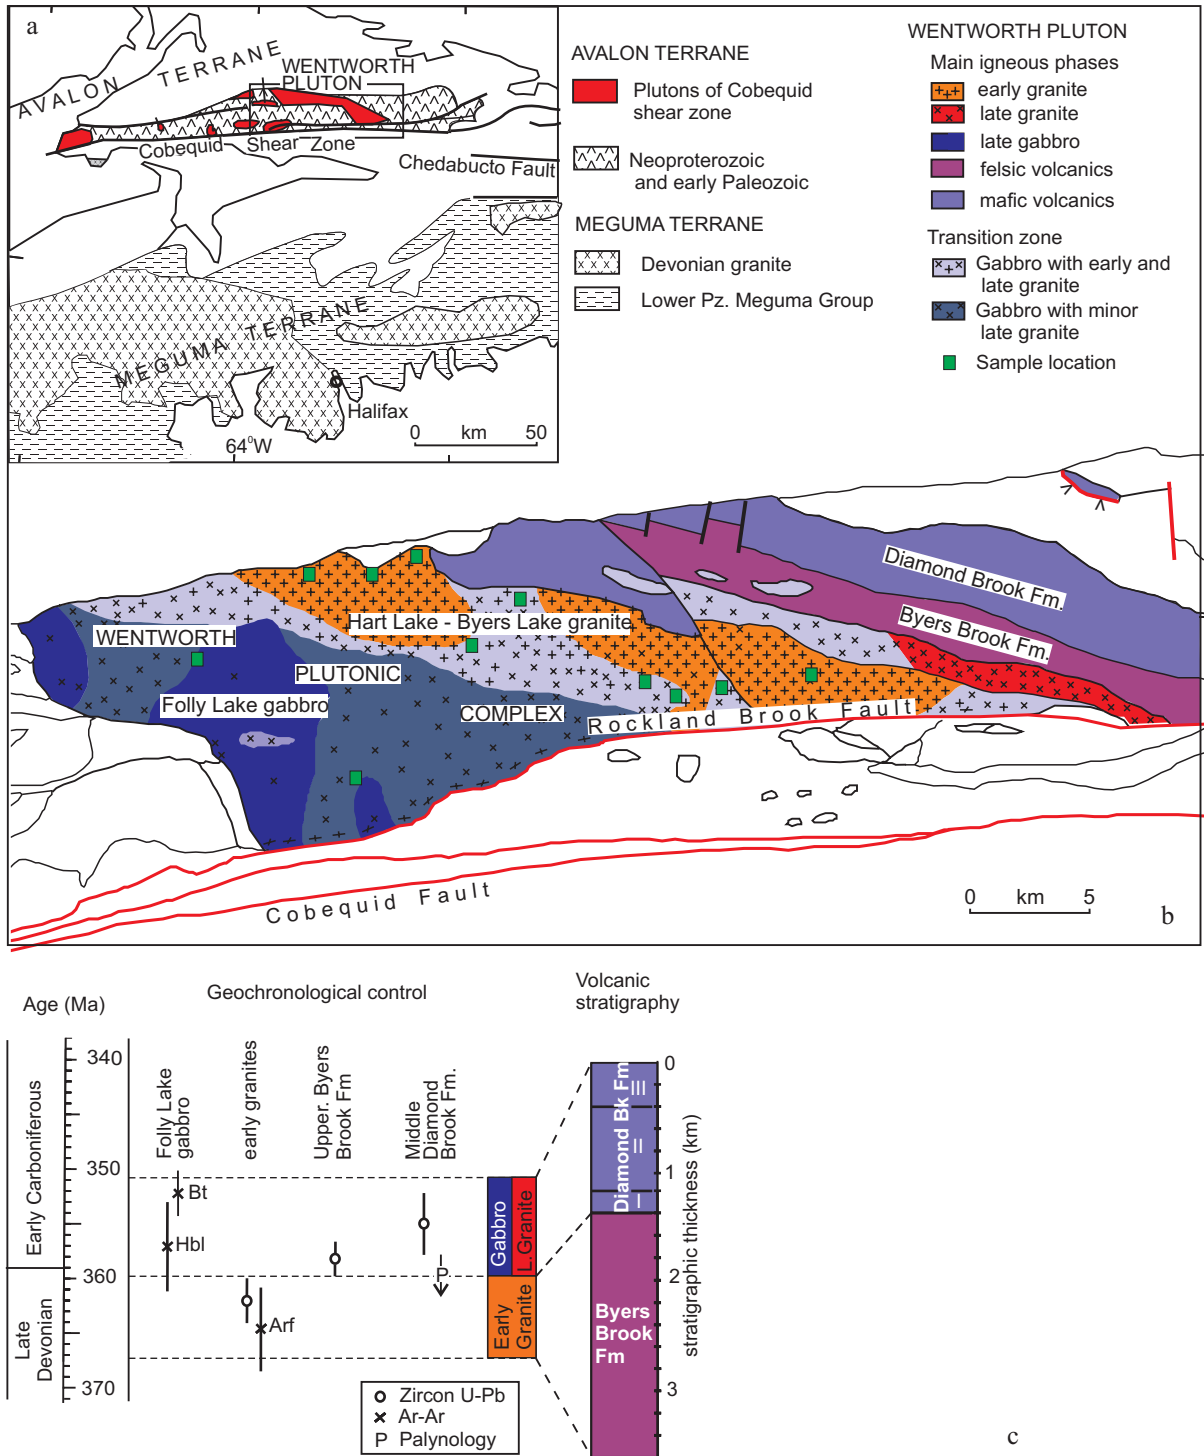 a
AVALON TERRANE
WENTWORTH
PLUTON
Cobequid Shear Zone
Chedabucto Fault
MEGUMA TERRANE
Halifax
64°W
0 km 50
AVALON TERRANE
Plutons of Cobequid
shear zone
Neoproterozoic
and early Paleozoic
MEGUMA TERRANE
Devonian granite
Lower Pz. Meguma Group
WENTWORTH PLUTON
Main igneous phases
early granite
late granite
late gabbro
felsic volcanics
mafic volcanics
Transition zone
Gabbro with early and
late granite
Gabbro with minor
late granite
Sample location
Diamond Brook Fm.
Byers Brook Fm.
Hart Lake - Byers Lake granite
WENTWORTH
PLUTONIC
COMPLEX
Folly Lake gabbro
Rockland Brook Fault
Cobequid Fault
0 km 5
b
Age (Ma)
Geochronological control
Volcanic
stratigraphy
Early Carboniferous
Late
Devonian
340
350
360
370
Folly Lake
gabbro
early granites
Upper. Byers
Brook Fm
Middle
Diamond
Brook Fm.
Bt
Hbl
Arf
P
Gabbro
L.Granite
Early
Granite
Diamond Bk Fm
III
II
I
Byers
Brook
Fm
0
1
2
3
stratigraphic thickness (km)
Zircon U-Pb
Ar-Ar
P Palynology
c